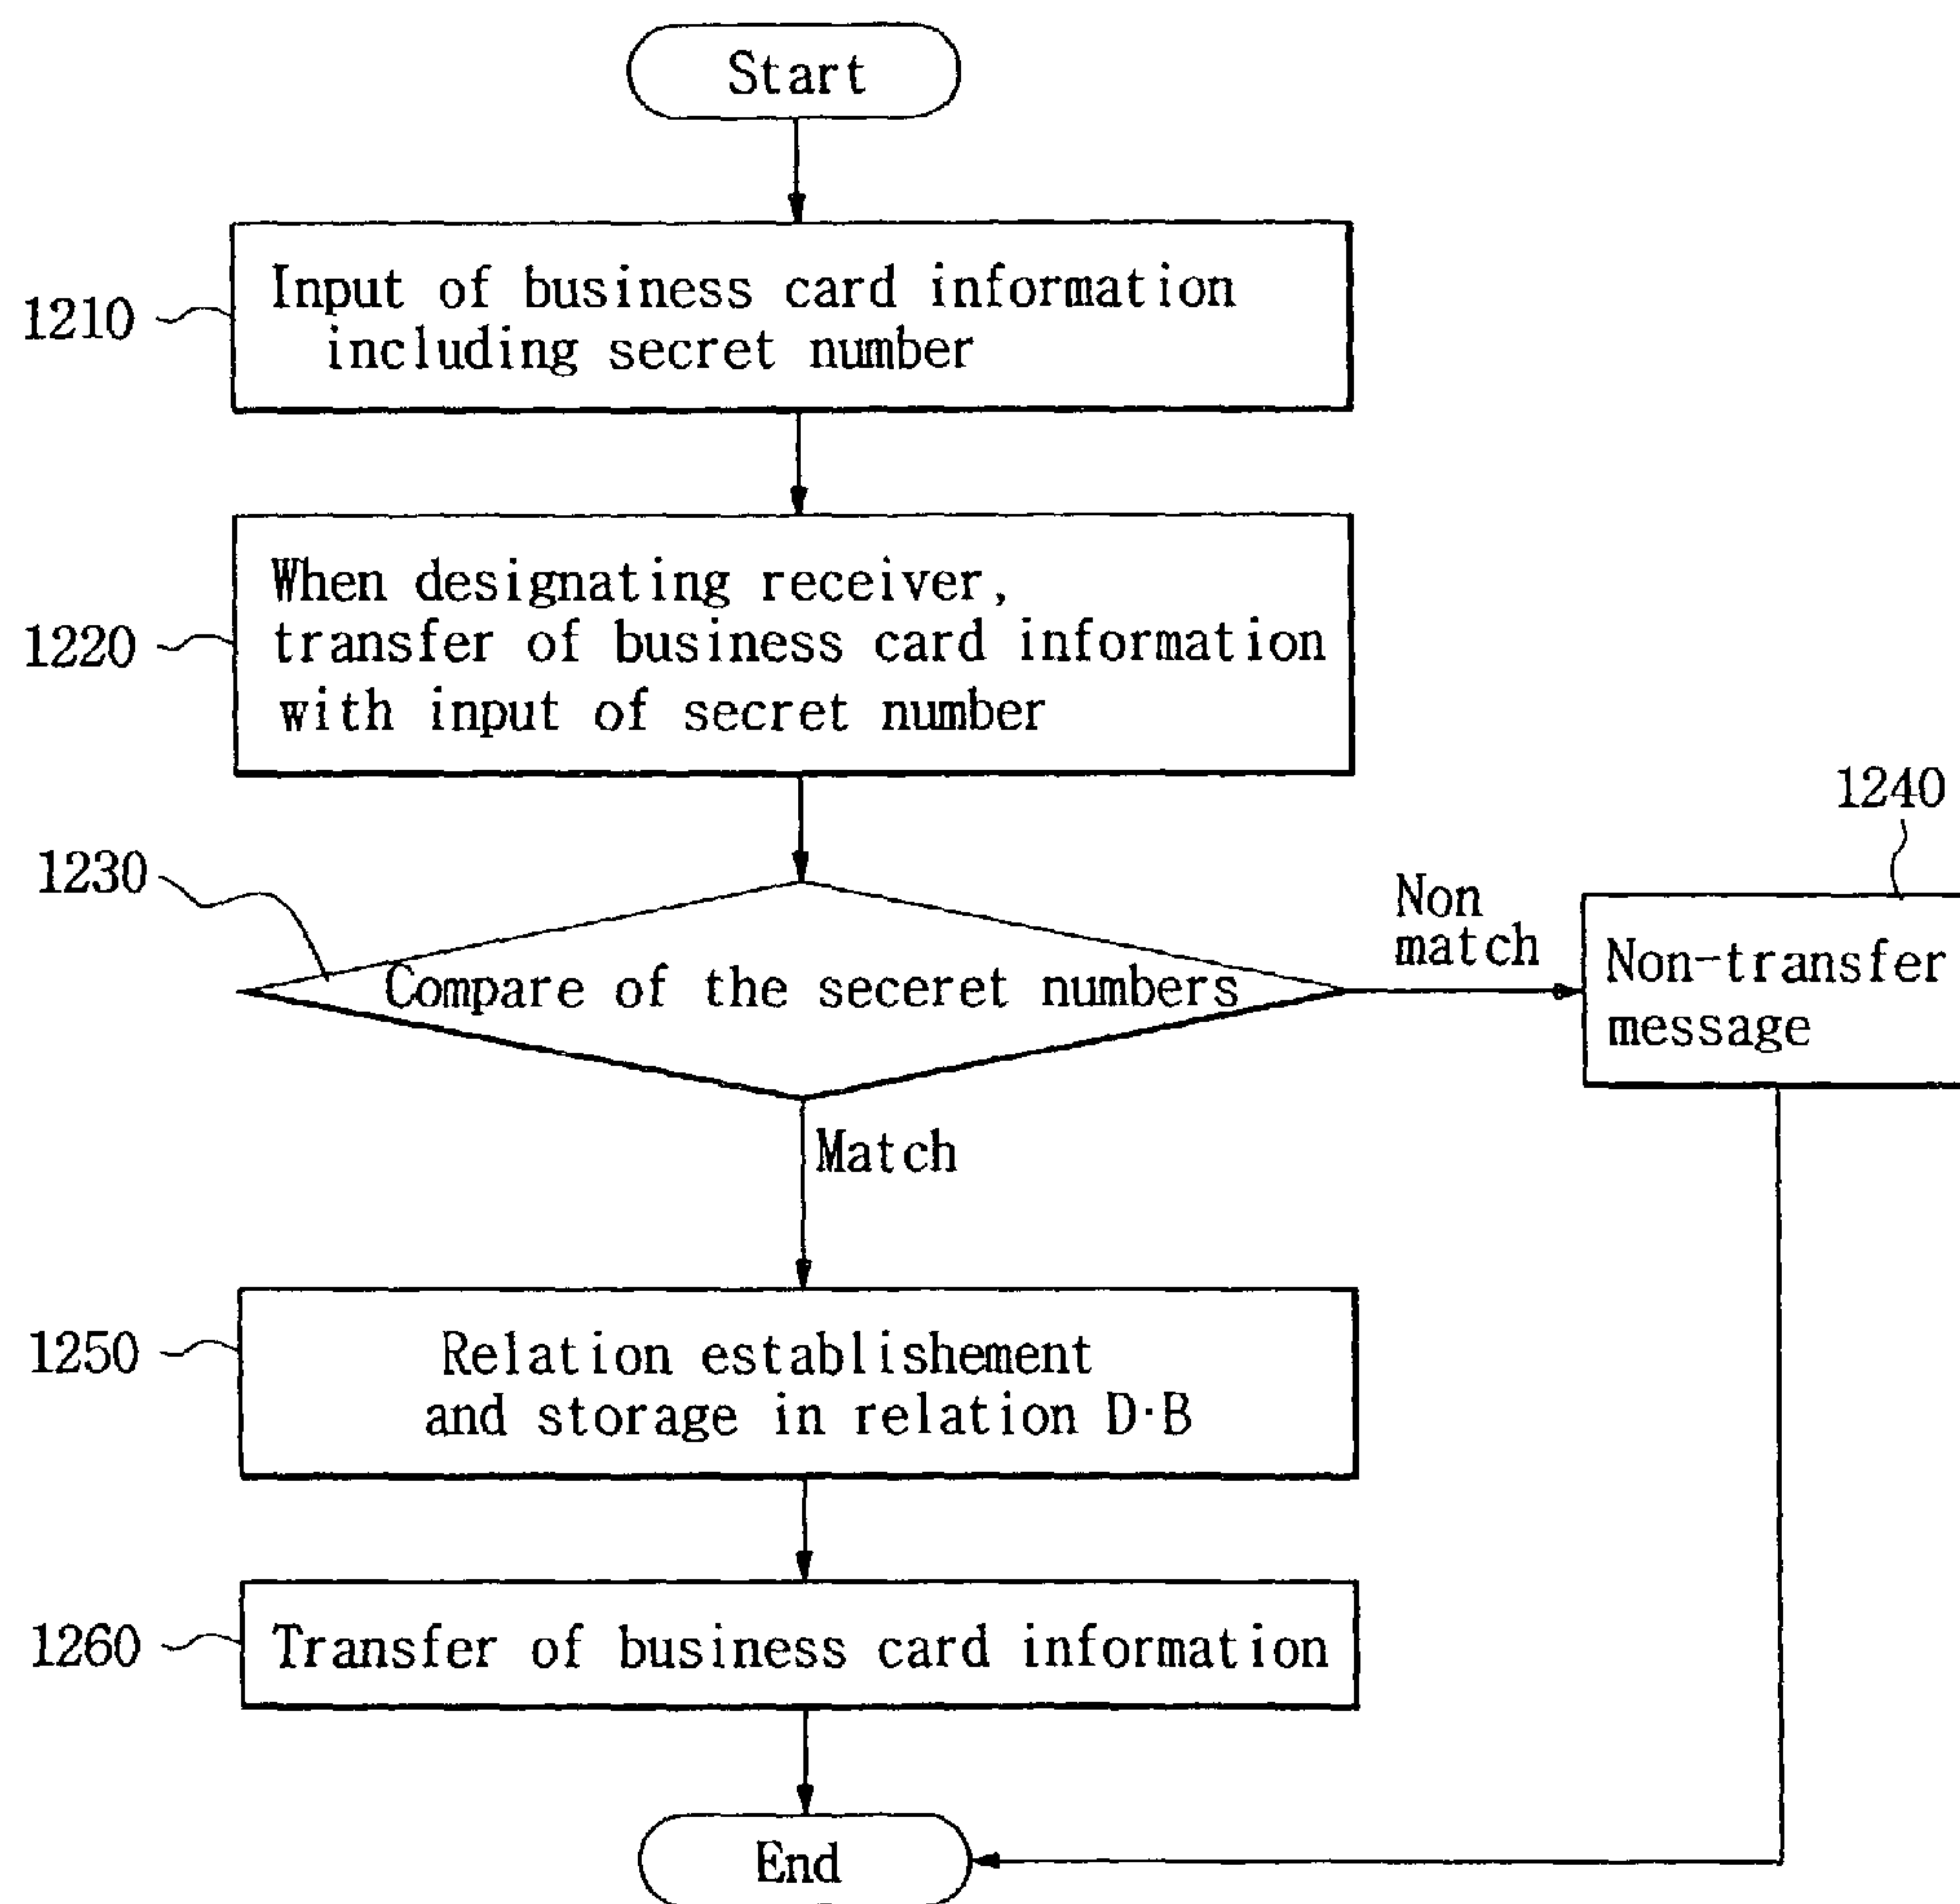 Start
1210
Input of business card information
including secret number
1220
When designating receiver,
transfer of business card information
with input of secret number
1230
Compare of the seceret numbers
Non
match
1240
Non-transfer
message
Match
1250
Relation establishement
and storage in relation D·B
1260
Transfer of business card information
End